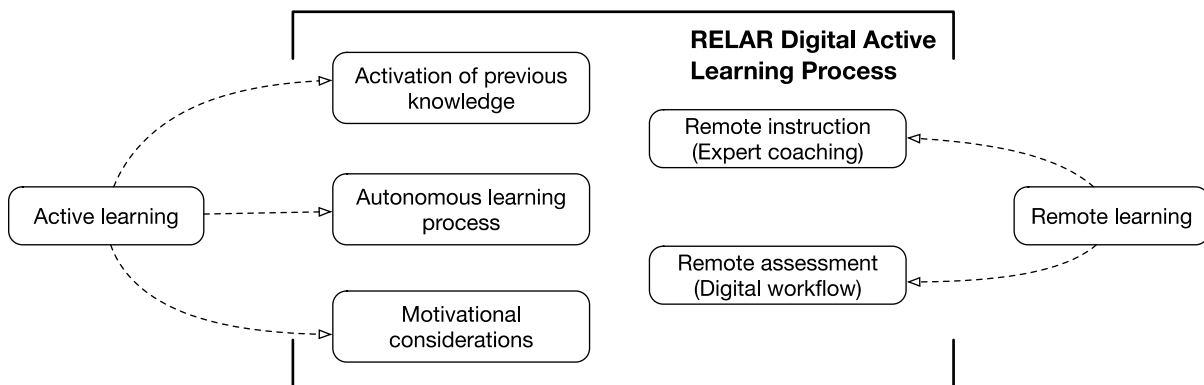 RELAR Digital Active
Learning Process
Activation of previous
knowledge
Remote instruction
(Expert coaching)
Active learning
Autonomous learning
process
Remote learning
Remote assessment
(Digital workflow)
Motivational
considerations